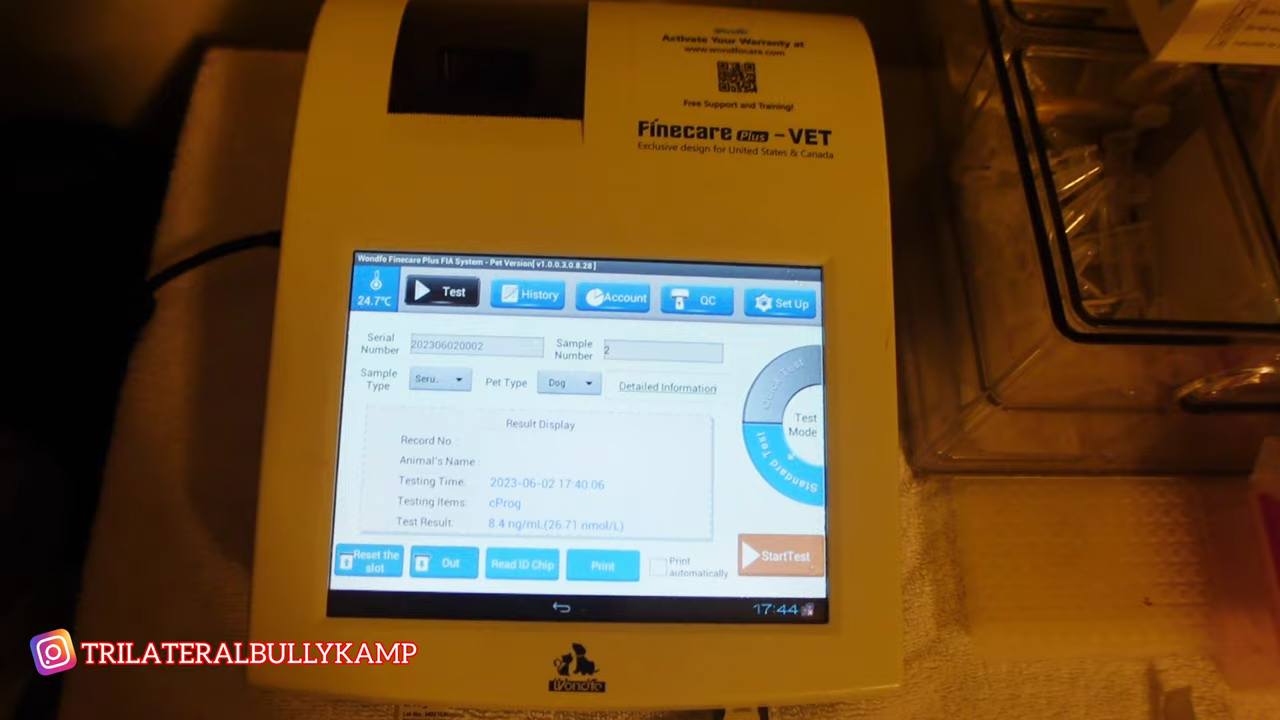 Activate Your Warranty at
www.wondfocare.com
Free Support and Training!
Finecare Plus -VET
Exclusive design for United States & Canada
Wondfo Finecare Plus FIA System - Pet Version[ v1.0.0.3.0.8.28 ]
24.7°C
Test
History
Account
QC
Set Up
Serial Number
202306020002
Sample Number
2
Sample Type
Seru.
Pet Type
Dog
Detailed Information
Quick Test
Test Mode
Standard Test
Result Display
Record No :
Animal's Name :
Testing Time: 2023-06-02 17:40:06
Testing Items: cProg
Test Result: 8.4 ng/mL(26.71 nmol/L)
Reset the slot
Out
Read ID Chip
Print
Print automatically
StartTest
17:44
Wondfo
TRILATERALBULLYKAMP